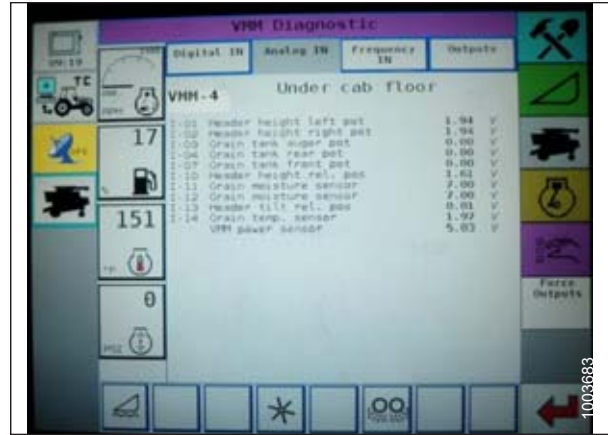 VMM Diagnostic
09:19
TC
Digital IN
Analog IN
Frequency IN
Outputs
VMM-4
Under cab floor
I-01 Header height left pot 1.94 V
I-02 Header height right pot 1.94 V
I-03 Grain tank auger pot 0.00 V
I-04 Grain tank rear pot 0.00 V
Grain tank front pot 0.00 V
I-10 Header height rel. pos 1.61 V
I-11 Grain moisture sensor 7.00 V
I-12 Grain moisture sensor 7.00 V
I-13 Header tilt rel. pos 0.01 V
I-14 Grain temp. sensor 1.97 V
VMM power sensor 5.03 V
17
%
151
°F
0
PSI
Force
Outputs
1003683